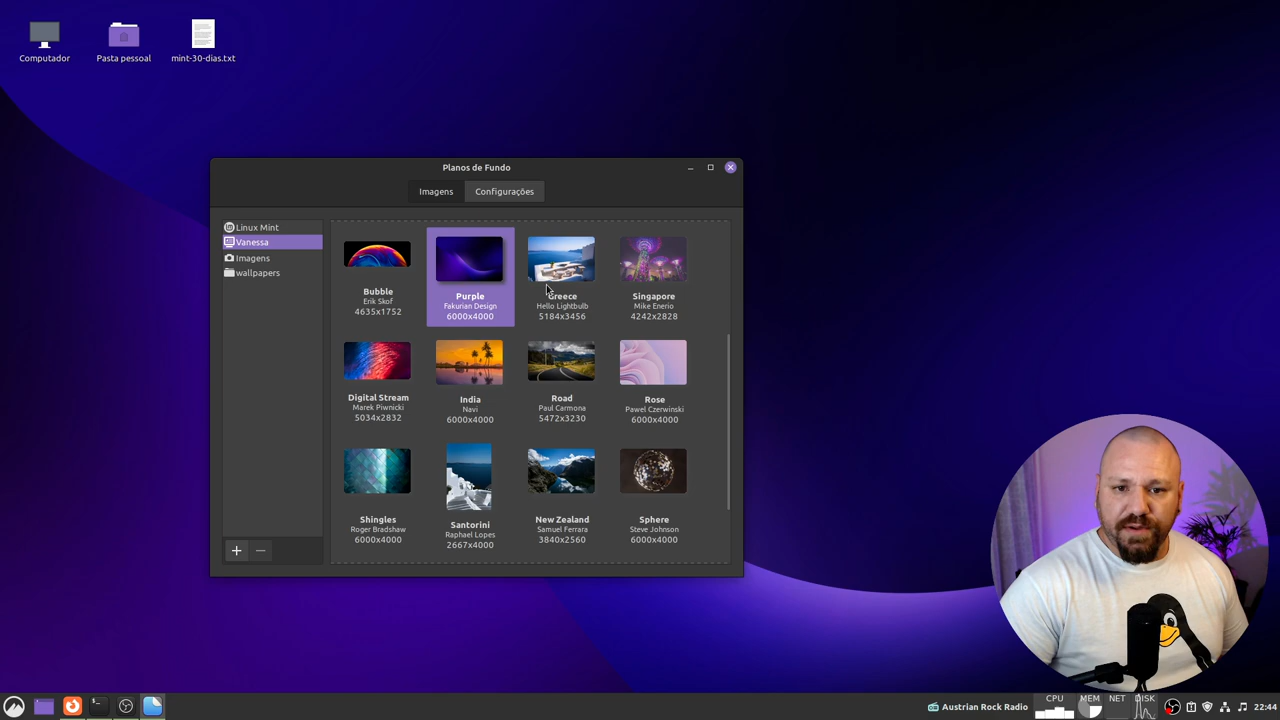 Computador
Pasta pessoal
mint-30-dias.txt
Planos de Fundo
Imagens
Configurações
Linux Mint
Vanessa
Imagens
wallpapers
Bubble
Erik Skof
4635x1752
Purple
Fakurian Design
6000x4000
Greece
Hello Lightbulb
5184x3456
Singapore
Mike Enerio
4242x2828
Digital Stream
Marek Piwnicki
5034x2832
India
Navi
6000x4000
Road
Paul Carmona
5472x3230
Rose
Pawel Czerwinski
6000x4000
Shingles
Roger Bradshaw
6000x4000
Santorini
Raphael Lopes
2667x4000
New Zealand
Samuel Ferrara
3840x2560
Sphere
Steve Johnson
6000x4000
Austrian Rock Radio
CPU
MEM
NET
DISK
22:44